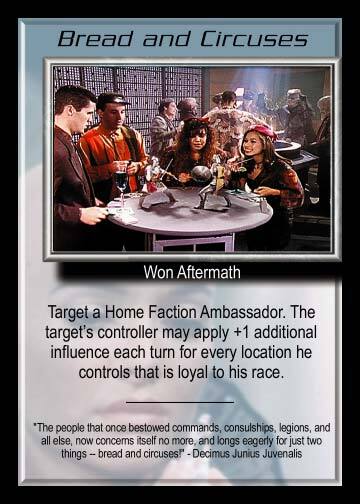 Bread and Circuses
Won Aftermath
Target a Home Faction Ambassador. The
target's controller may apply +1 additional
influence each turn for every location he
controls that is loyal to his race.
"The people that once bestowed commands, consulships, legions, and
all else, now concerns itself no more, and longs eagerly for just two
things -- bread and circuses!" - Decimus Junius Juvenalis